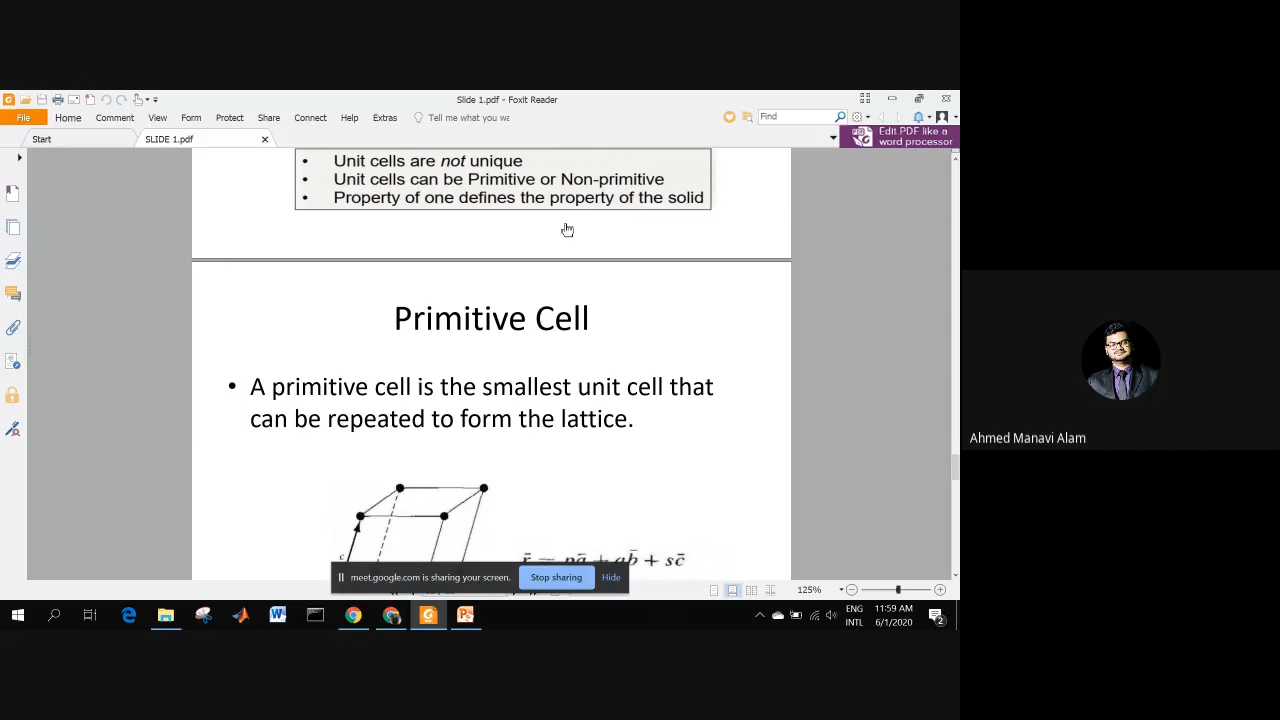 Slide 1.pdf - Foxit Reader
File Home Comment View Form Protect Share Connect Help Extras Tell me what you wa Find
Edit PDF like a
word processor
Start SLIDE 1.pdf
• Unit cells are not unique
• Unit cells can be Primitive or Non-primitive
• Property of one defines the property of the solid
Primitive Cell
• A primitive cell is the smallest unit cell that
can be repeated to form the lattice.
c
meet.google.com is sharing your screen. Stop sharing Hide
125%
ENG
INTL
11:59 AM
6/1/2020
2
Ahmed Manavi Alam